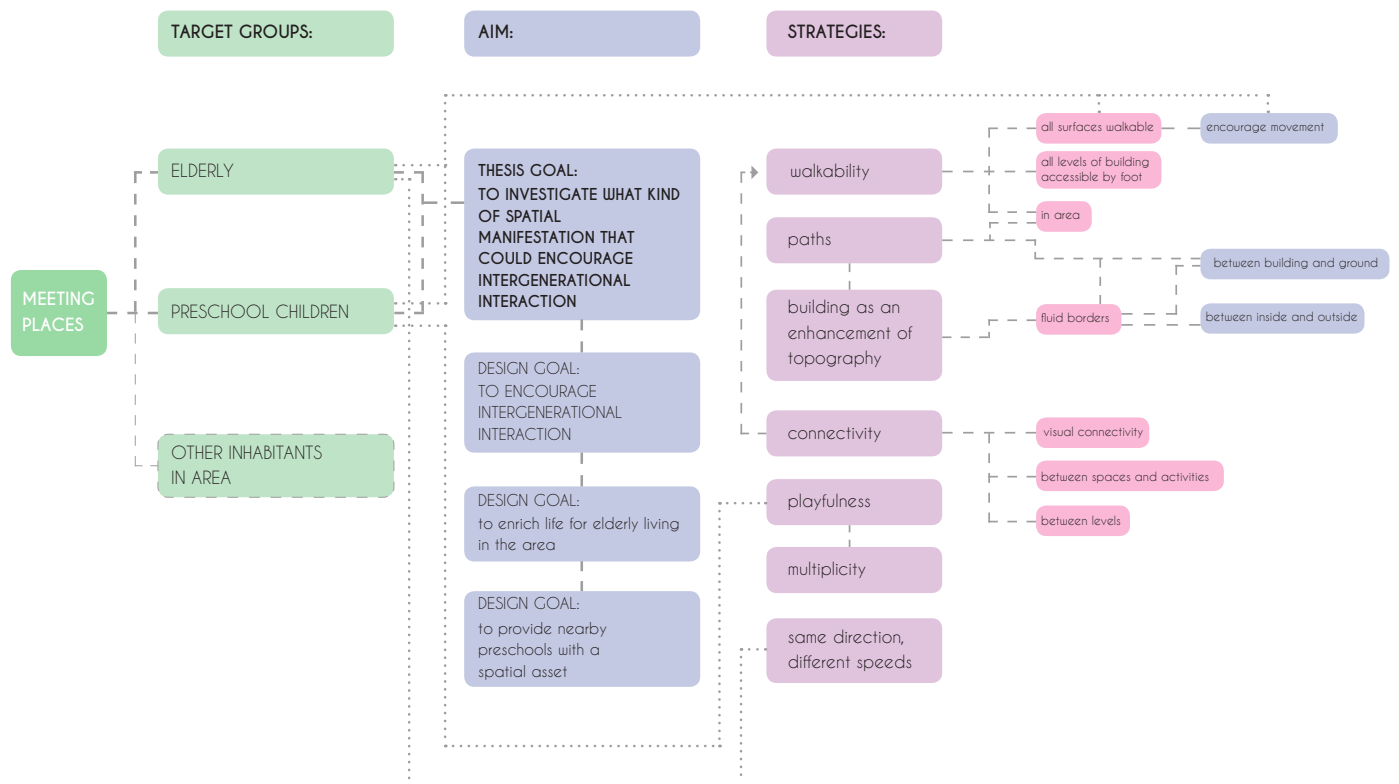 TARGET GROUPS:
AIM:
STRATEGIES:
MEETING
PLACES
ELDERLY
PRESCHOOL CHILDREN
OTHER INHABITANTS
IN AREA
THESIS GOAL:
TO INVESTIGATE WHAT KIND
OF SPATIAL
MANIFESTATION THAT
COULD ENCOURAGE
INTERGENERATIONAL
INTERACTION
DESIGN GOAL:
TO ENCOURAGE
INTERGENERATIONAL
INTERACTION
DESIGN GOAL:
to enrich life for elderly living
in the area
DESIGN GOAL:
to provide nearby
preschools with a
spatial asset
walkability
paths
building as an
enhancement of
topography
connectivity
playfulness
multiplicity
same direction,
different speeds
all surfaces walkable
all levels of building
accessible by foot
in area
fluid borders
visual connectivity
between spaces and activities
between levels
encourage movement
between building and ground
between inside and outside